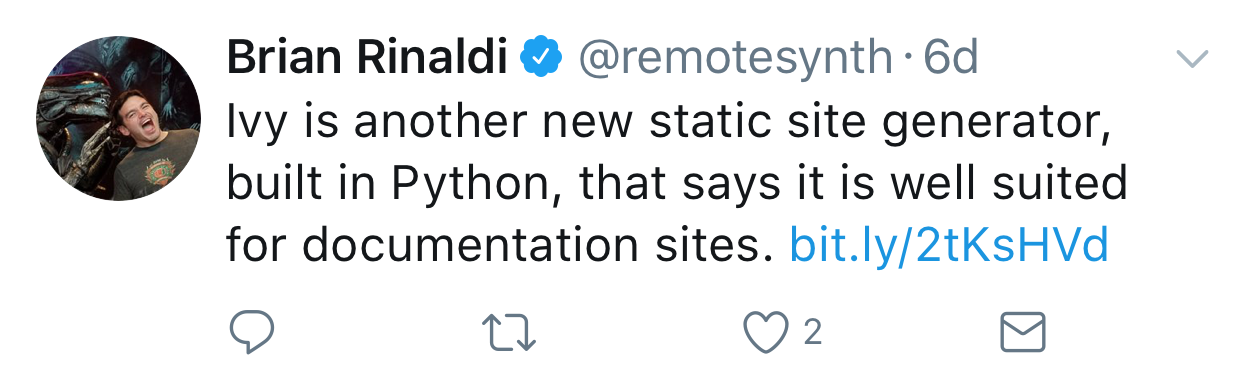 Brian Rinaldi @remotesynth · 6d
Ivy is another new static site generator,
built in Python, that says it is well suited
for documentation sites. bit.ly/2tKsHVd
2